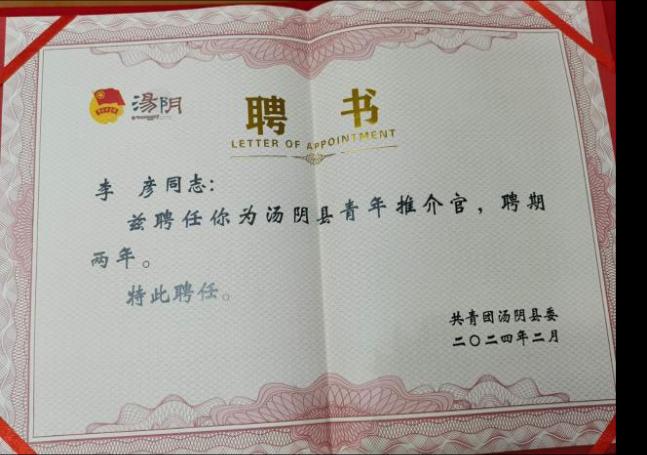 湯阴
聘 书
LETTER OF APPOINTMENT
李 彦同志:
兹聘任你为汤阴县青年推介官，聘期
两年。
特此聘任。
共青团汤阴县委
二〇二四年二月